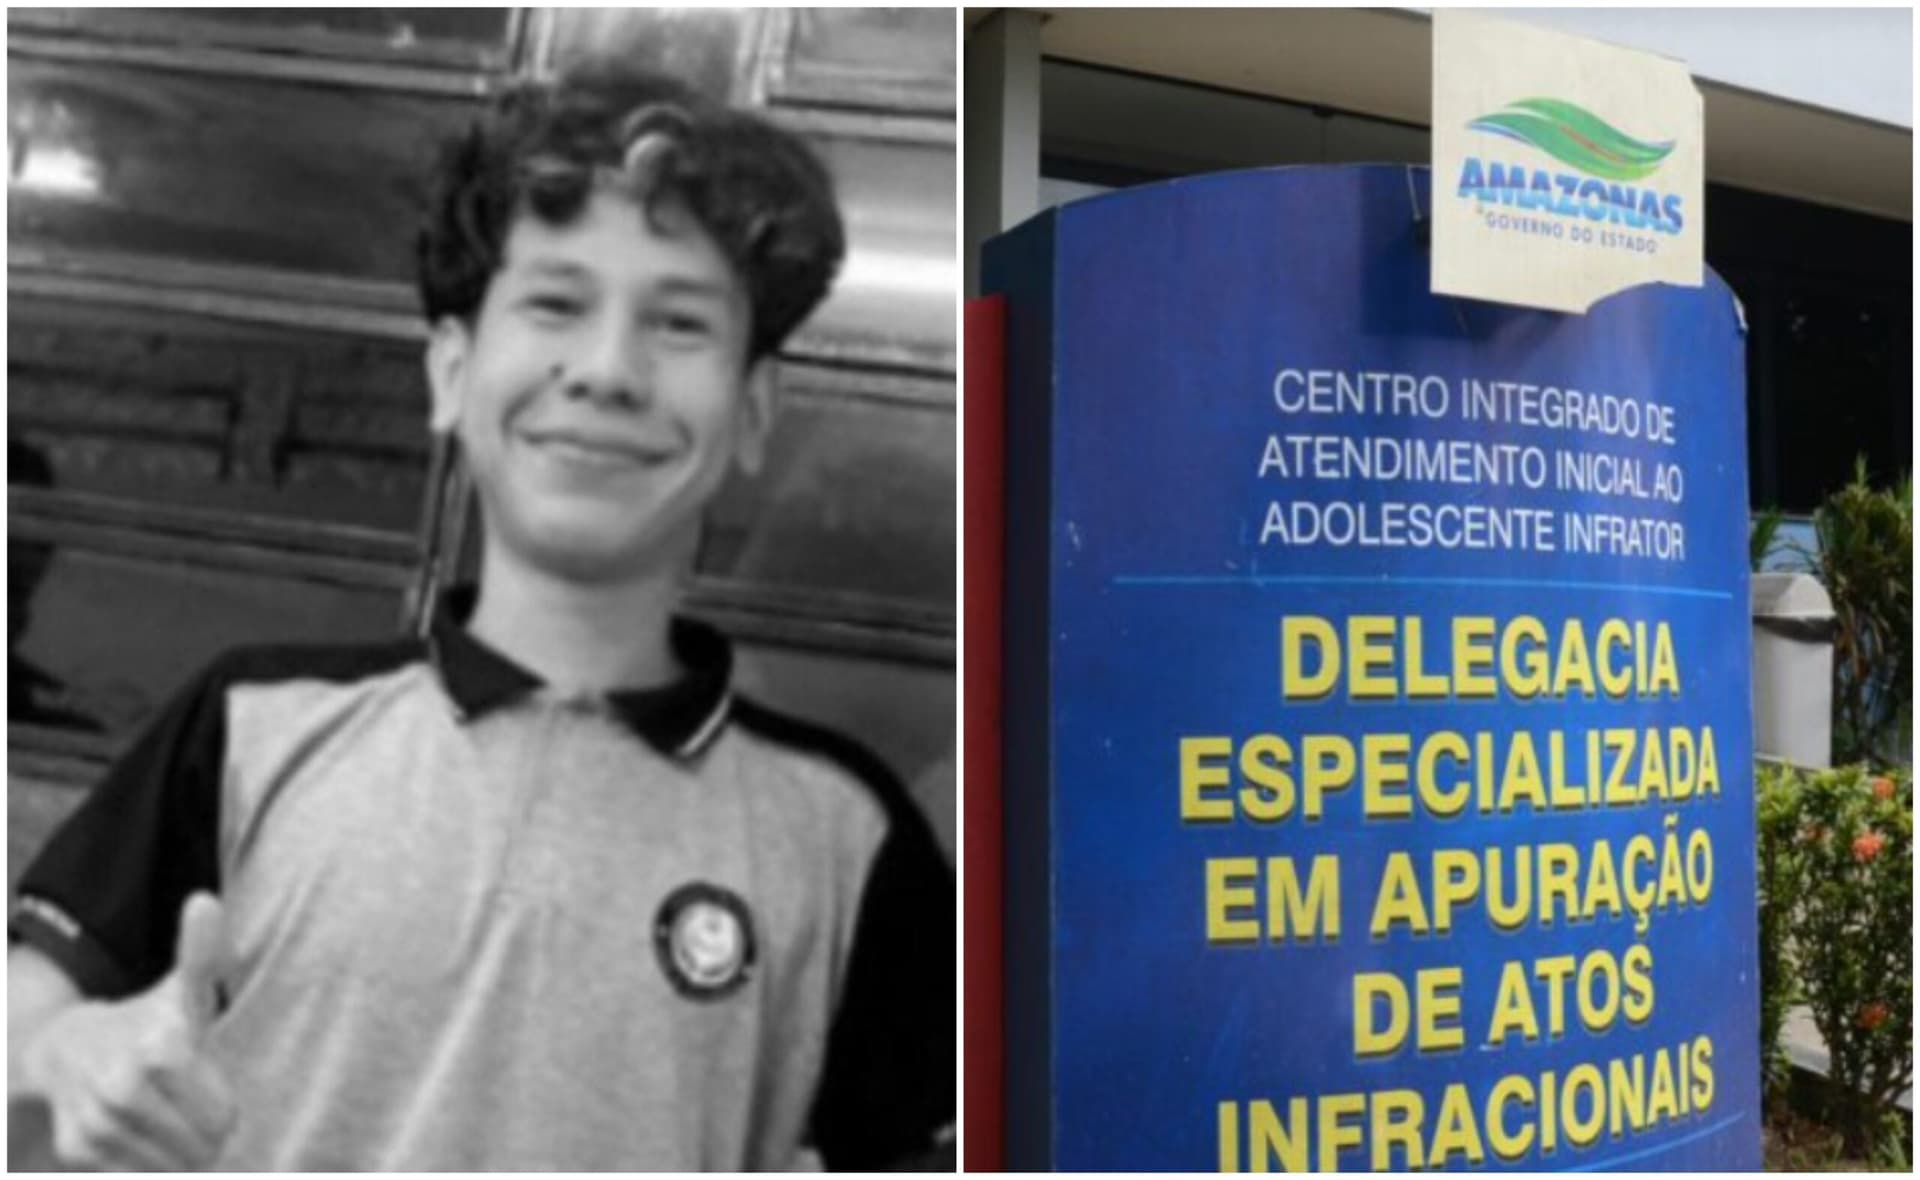 AMAZONAS
GOVERNO DO ESTADO
CENTRO INTEGRADO DE
ATENDIMENTO INICIAL AO
ADOLESCENTE INFRATOR
DELEGACIA
ESPECIALIZADA
EM APURAÇÃO
DE ATOS
INFRACIONAIS